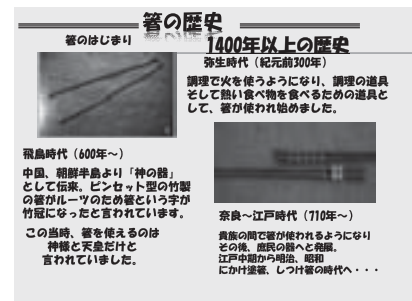 箸の歴史
箸のはじまり
1400年以上の歴史
弥生時代（紀元前300年）
調理で火を使うようになり、調理の道具
そして熱い食べ物を食べるための道具と
して、箸が使われ始めました。
飛鳥時代（600年～）
中国、朝鮮半島より「神の器」
として伝来。ピンセット型の竹製
の箸がルーツのため箸という字が
竹冠になったと言われています。
この当時、箸を使えるのは
神様と天皇だけと
言われていました。
奈良～江戸時代（710年～）
貴族の間で箸が使われるようになり
その後、庶民の器へと発展。
江戸中期から明治、昭和
にかけ塗箸、しつけ箸の時代へ・・・